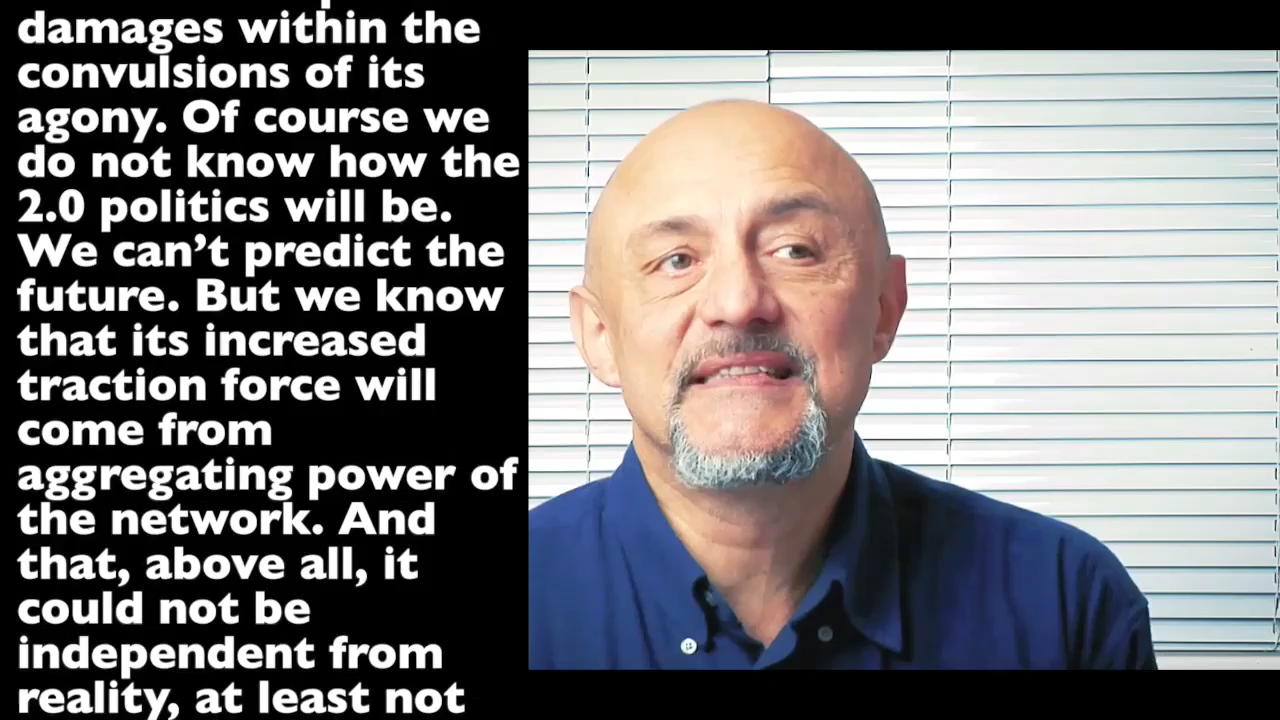 damages within the
convulsions of its
agony. Of course we
do not know how the
2.0 politics will be.
We can’t predict the
future. But we know
that its increased
traction force will
come from
aggregating power of
the network. And
that, above all, it
could not be
independent from
reality, at least not